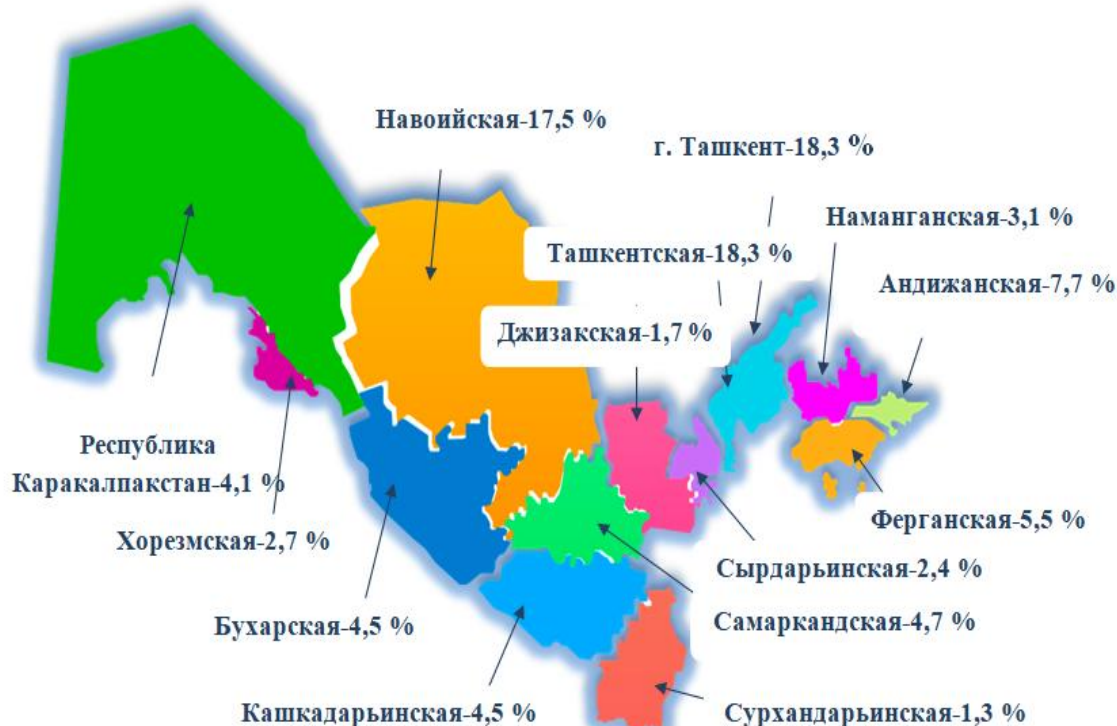 Навоийская-17,5 %
г. Ташкент-18,3 %
Наманганская-3,1 %
Ташкентская-18,3 %
Андижанская-7,7 %
Джизакская-1,7 %
Республика
Каракалпакстан-4,1 %
Ферганская-5,5 %
Хорезмская-2,7 %
Сырдарьинская-2,4 %
Бухарская-4,5 %
Самаркандская-4,7 %
Кашкадарьинская-4,5 %
Сурхандарьинская-1,3 %